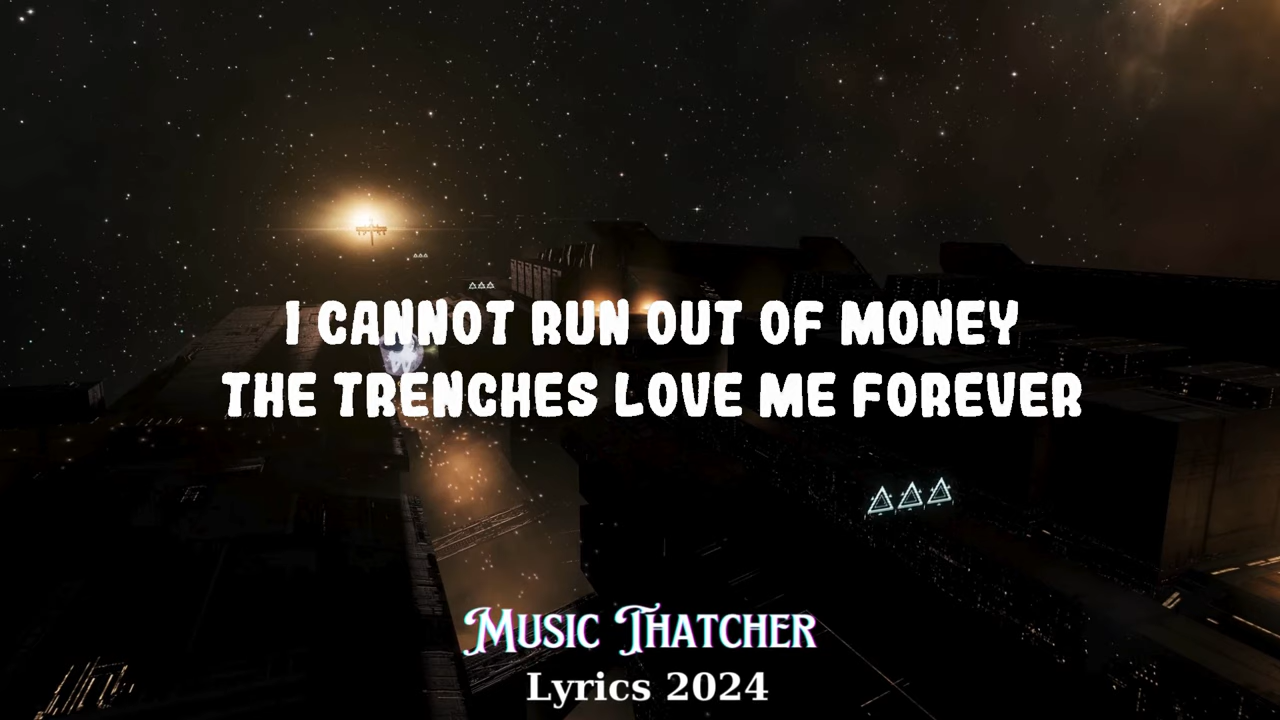 I CANNOT RUN OUT OF MONEY
THE TRENCHES LOVE ME FOREVER
MUSIC THATCHER
Lyrics 2024